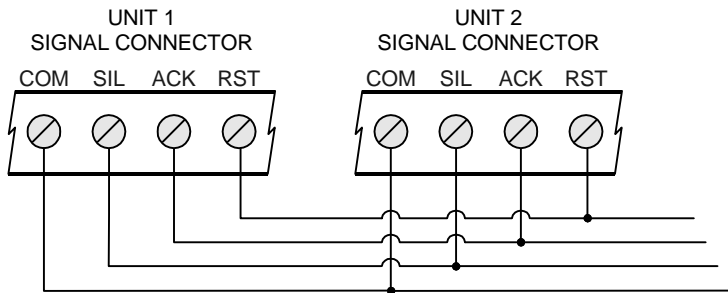 UNIT 1
SIGNAL CONNECTOR
COM SIL ACK RST
UNIT 2
SIGNAL CONNECTOR
COM SIL ACK RST